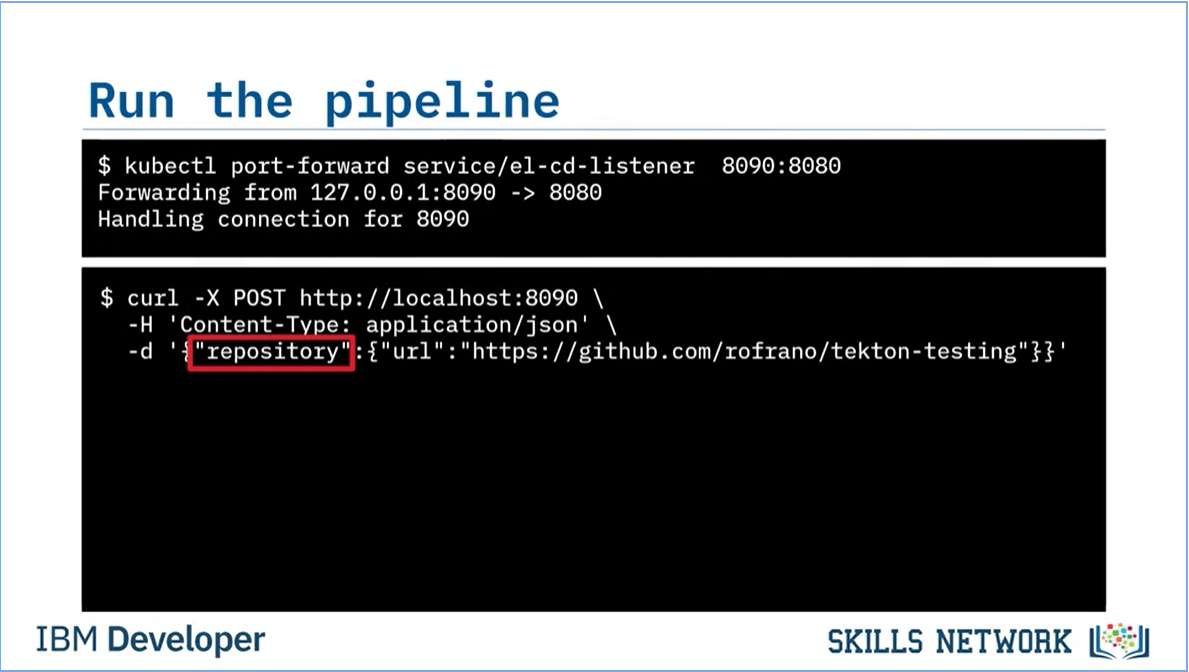 Run the pipeline
$ kubectl port-forward service/el-cd-listener  8090:8080
Forwarding from 127.0.0.1:8090 -> 8080
Handling connection for 8090
$ curl -X POST http://localhost:8090 \
-H 'Content-Type: application/json' \
-d '{"repository":{"url":"https://github.com/rofrano/tekton-testing"}}'
IBM Developer
SKILLS NETWORK